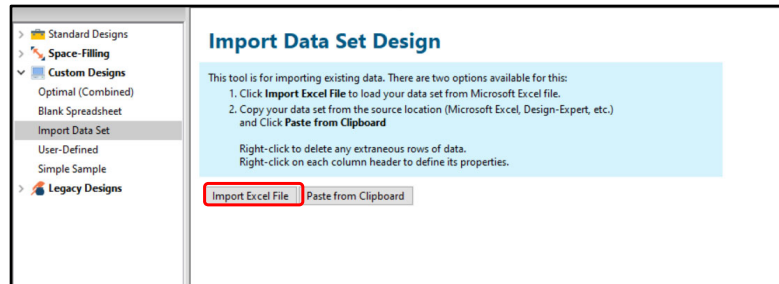 Standard Designs
Space-Filling
Custom Designs
Optimal (Combined)
Blank Spreadsheet
Import Data Set
User-Defined
Simple Sample
Legacy Designs
Import Data Set Design
This tool is for importing existing data. There are two options available for this:
1. Click Import Excel File to load your data set from Microsoft Excel file.
2. Copy your data set from the source location (Microsoft Excel, Design-Expert, etc.)
and Click Paste from Clipboard
Right-click to delete any extraneous rows of data.
Right-click on each column header to define its properties.
Import Excel File Paste from Clipboard